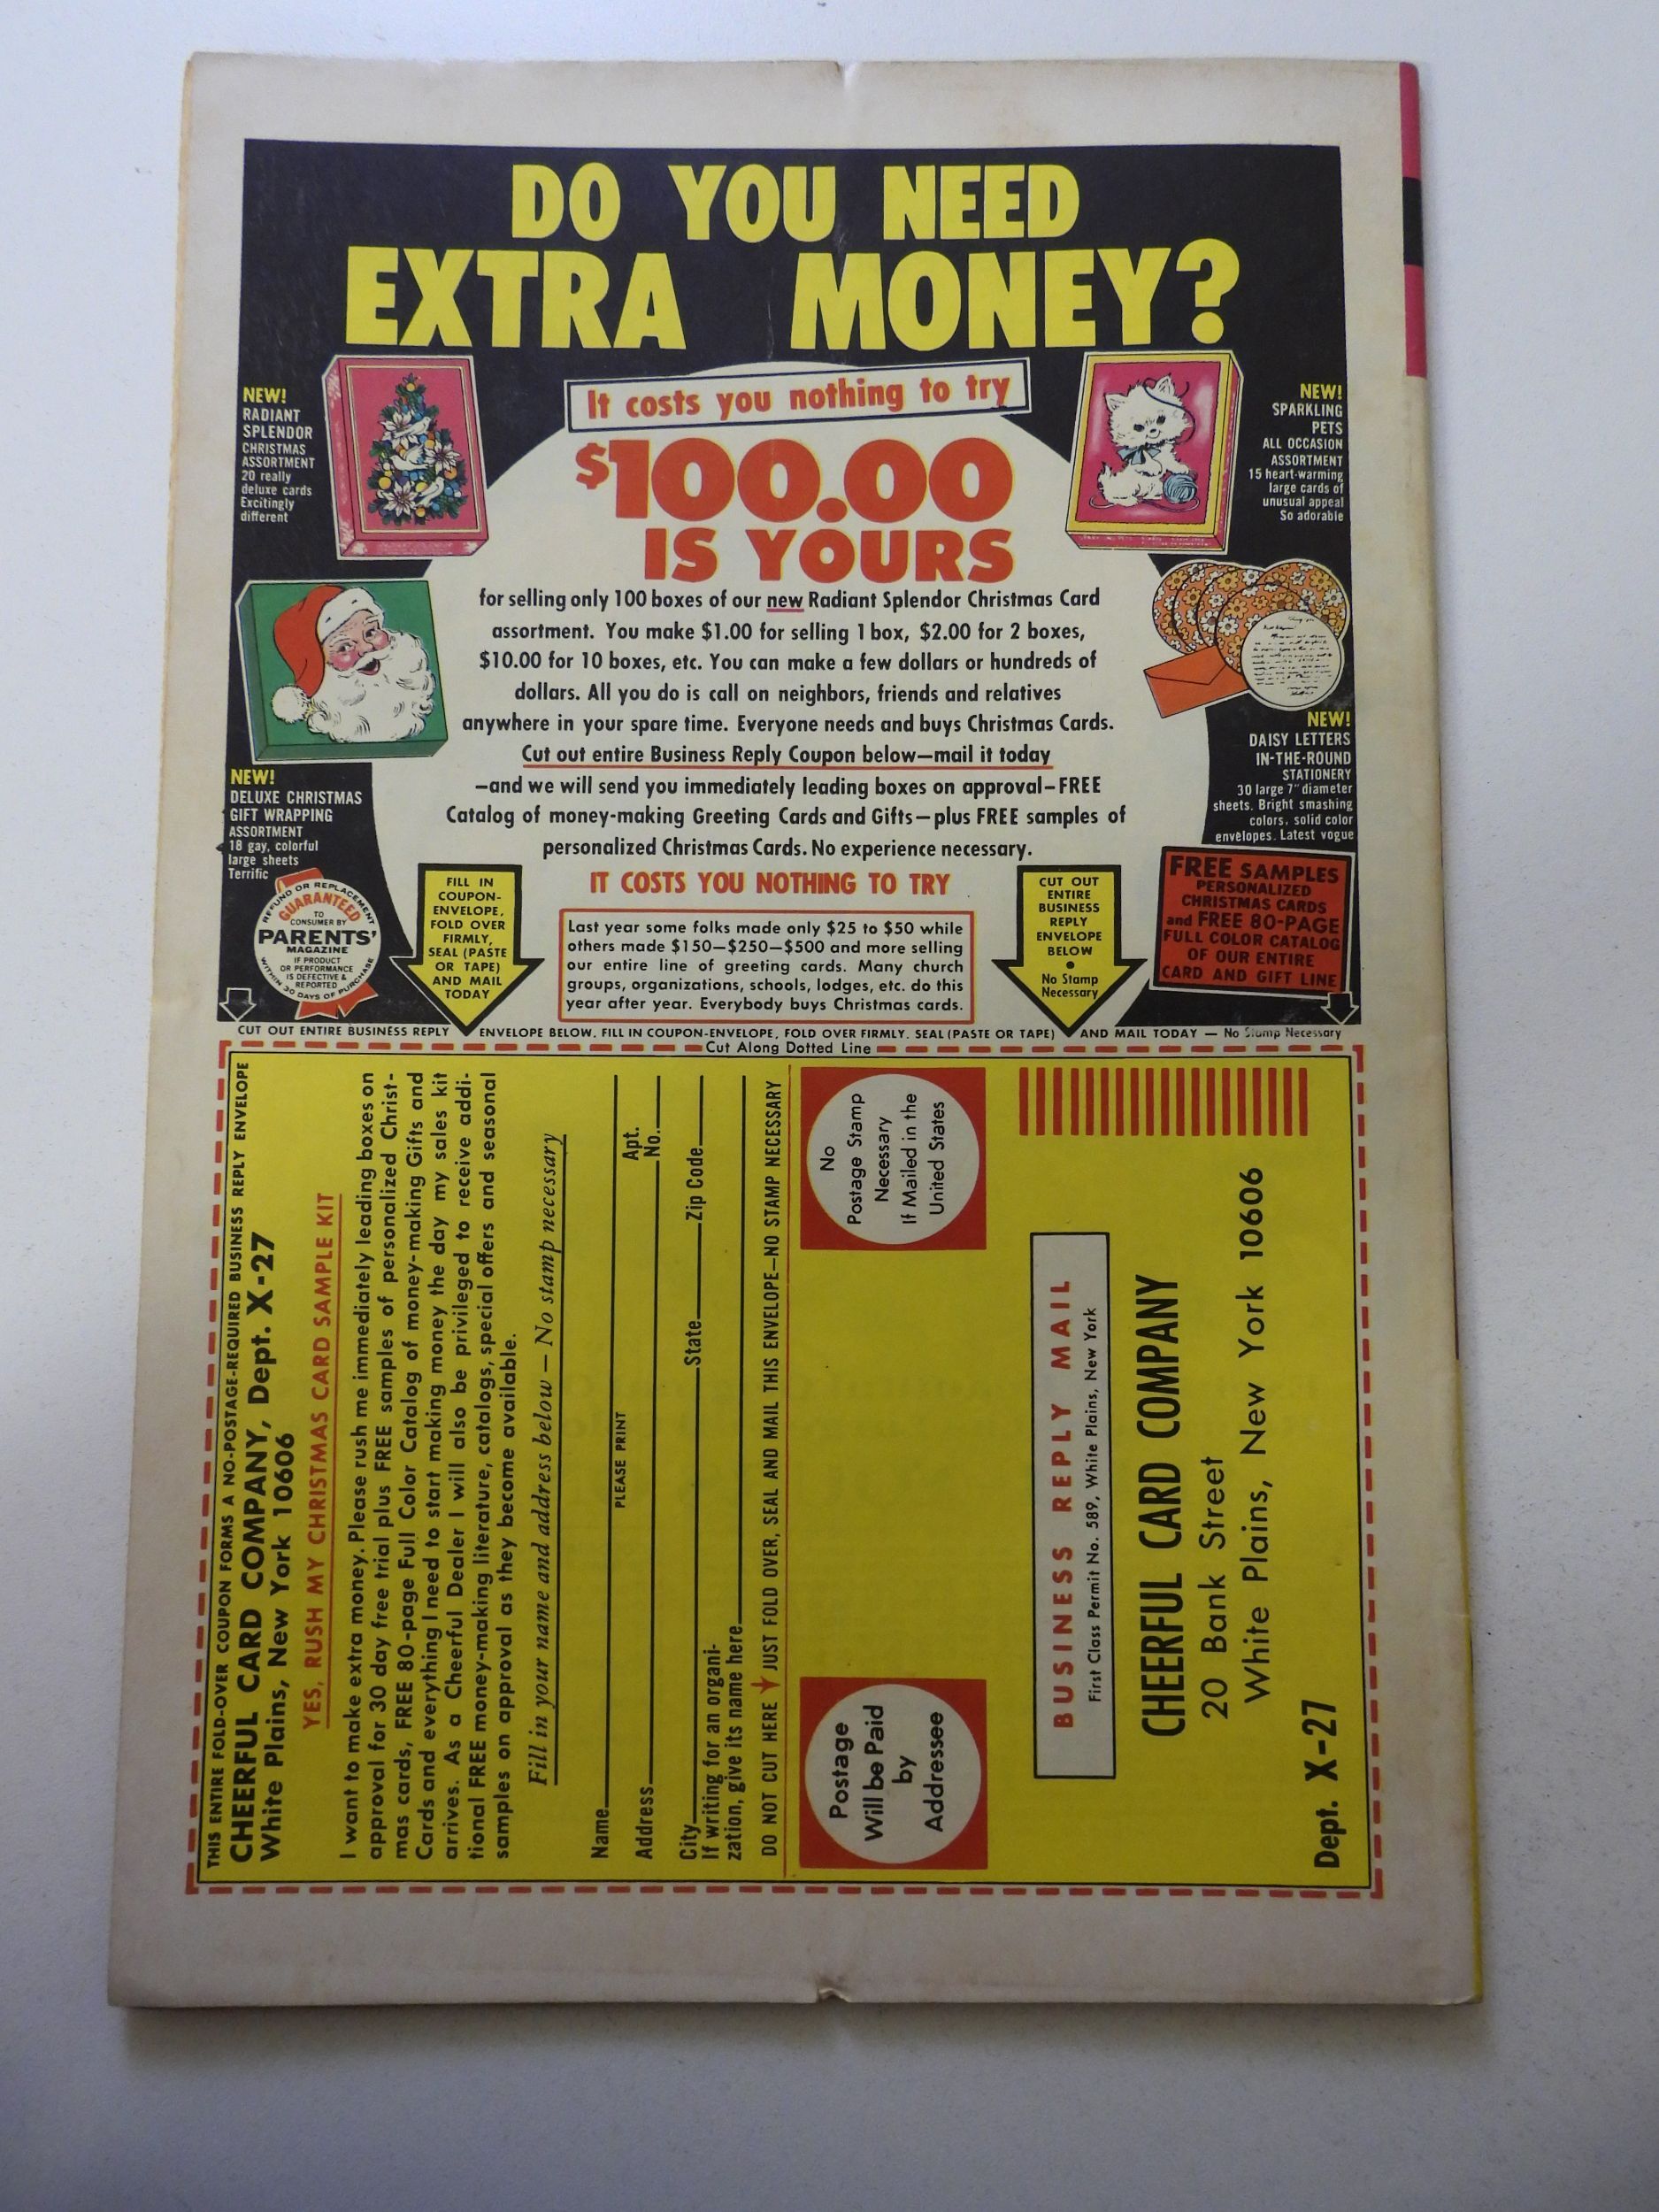 DO YOU NEED
EXTRA MONEY?
It costs you nothing to try
NEW!
RADIANT
SPLENDOR
CHRISTMAS
ASSORTMENT
20 really
deluxe cards
Excitingly
different
NEW!
SPARKLING
PETS
ALL OCCASION
ASSORTMENT
15 heart-warming
large cards of
unusual appeal
So adorable
$100.00
IS YOURS
for selling only 100 boxes of our new Radiant Splendor Christmas Card
assortment. You make $1.00 for selling 1 box, $2.00 for 2 boxes,
$10.00 for 10 boxes, etc. You can make a few dollars or hundreds of
dollars. All you do is call on neighbors, friends and relatives
anywhere in your spare time. Everyone needs and buys Christmas Cards.
Cut out entire Business Reply Coupon below—mail it today
—and we will send you immediately leading boxes on approval—FREE
Catalog of money-making Greeting Cards and Gifts—plus FREE samples of
personalized Christmas Cards. No experience necessary.
NEW!
DELUXE CHRISTMAS
GIFT WRAPPING
ASSORTMENT
18 gay, colorful
large sheets
Terrific
NEW!
DAISY LETTERS
IN-THE-ROUND
STATIONERY
30 large 7" diameter
sheets. Bright smashing
colors, solid color
envelopes. Latest vogue
REFUND OR REPLACEMENT
GUARANTEED
TO
CONSUMER BY
PARENTS'
MAGAZINE
IF PRODUCT
OR PERFORMANCE
IS DEFECTIVE &
REPORTED
WITHIN 30 DAYS OF PURCHASE
FILL IN
COUPON-
ENVELOPE,
FOLD OVER
FIRMLY,
SEAL (PASTE
OR TAPE)
AND MAIL
TODAY
IT COSTS YOU NOTHING TO TRY
Last year some folks made only $25 to $50 while
others made $150—$250—$500 and more selling
our entire line of greeting cards. Many church
groups, organizations, schools, lodges, etc. do this
year after year. Everybody buys Christmas cards.
CUT OUT
ENTIRE
BUSINESS
REPLY
ENVELOPE
BELOW
•
No Stamp
Necessary
FREE SAMPLES
PERSONALIZED
CHRISTMAS CARDS
and FREE 80-PAGE
FULL COLOR CATALOG
OF OUR ENTIRE
CARD AND GIFT LINE
CUT OUT ENTIRE BUSINESS REPLY ENVELOPE BELOW. FILL IN COUPON-ENVELOPE, FOLD OVER FIRMLY. SEAL (PASTE OR TAPE) AND MAIL TODAY — No Stamp Necessary
Cut Along Dotted Line
THIS ENTIRE FOLD-OVER COUPON FORMS A NO-POSTAGE-REQUIRED BUSINESS REPLY ENVELOPE
CHEERFUL CARD COMPANY, Dept. X-27
White Plains, New York 10606
YES, RUSH MY CHRISTMAS CARD SAMPLE KIT
I want to make extra money. Please rush me immediately leading boxes on
approval for 30 day free trial plus FREE samples of personalized Christ-
mas cards, FREE 80-page Full Color Catalog of money-making Gifts and
Cards and everything I need to start making money the day my sales kit
arrives. As a Cheerful Dealer I will also be privileged to receive addi-
tional FREE money-making literature, catalogs, special offers and seasonal
samples on approval as they become available.
Fill in your name and address below — No stamp necessary
Name
PLEASE PRINT
Apt.
Address No.
City State Zip Code
If writing for an organi-
zation, give its name here
DO NOT CUT HERE JUST FOLD OVER, SEAL AND MAIL THIS ENVELOPE—NO STAMP NECESSARY
Postage
Will be Paid
by
Addressee
No
Postage Stamp
Necessary
If Mailed in the
United States
BUSINESS REPLY MAIL
First Class Permit No. 589, White Plains, New York
CHEERFUL CARD COMPANY
20 Bank Street
White Plains, New York 10606
Dept. X-27